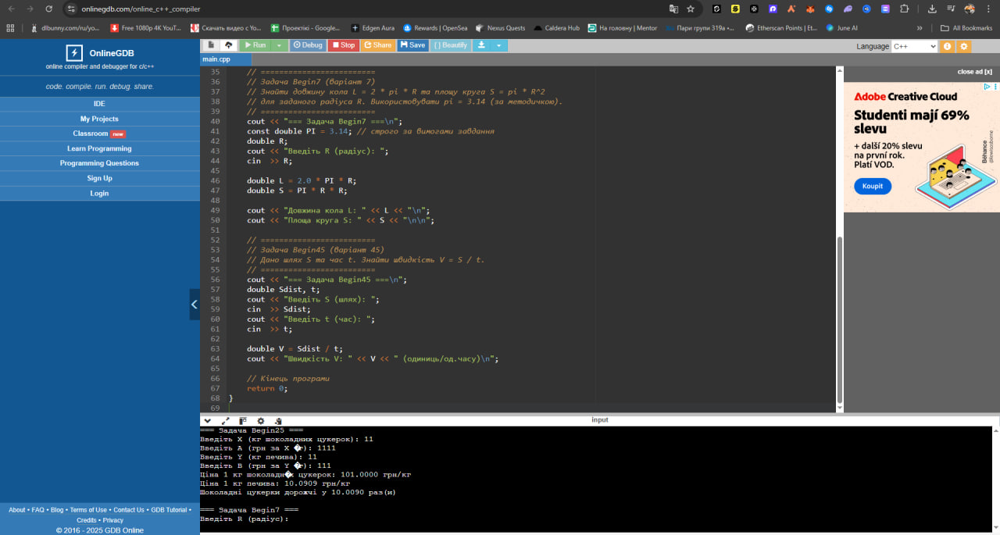 onlinegdb.com/online_c++_compiler
dlbunny.com/ru/yo... Free 1080p 4K YouT... Скачать видео с Yo... Проєктікі - Google... Edgen Aura Rewards | OpenSea Nexus Quests Caldera Hub На головну | Mentor Пари групи 319а •... Etherscan Points | Et... June AI » All Bookmarks
OnlineGDB
online compiler and debugger for c/c++
code. compile. run. debug. share.
IDE
My Projects
Classroom new
Learn Programming
Programming Questions
Sign Up
Login
About • FAQ • Blog • Terms of Use • Contact Us • GDB Tutorial •
Credits • Privacy
© 2016 - 2025 GDB Online
Run Debug Stop Share Save { } Beautify Language C++
main.cpp
35 // =========================
36 // Задача Begin7 (варіант 7)
37 // Знайти довжину кола L = 2 * pi * R та площу круга S = pi * R^2
38 // для заданого радіуса R. Використовувати pi = 3.14 (за методичкою).
39 // =========================
40 cout << "=== Задача Begin7 ===\n";
41 const double PI = 3.14; // строго за вимогами завдання
42 double R;
43 cout << "Введіть R (радіус): ";
44 cin >> R;
45
46 double L = 2.0 * PI * R;
47 double S = PI * R * R;
48
49 cout << "Довжина кола L: " << L << "\n";
50 cout << "Площа круга S: " << S << "\n\n";
51
52 // =========================
53 // Задача Begin45 (варіант 45)
54 // Дано шлях S та час t. Знайти швидкість V = S / t.
55 // =========================
56 cout << "=== Задача Begin45 ===\n";
57 double Sdist, t;
58 cout << "Введіть S (шлях): ";
59 cin >> Sdist;
60 cout << "Введіть t (час): ";
61 cin >> t;
62
63 double V = Sdist / t;
64 cout << "Швидкість V: " << V << " (одиниць/од.часу)\n";
65
66 // Кінець програми
67 return 0;
68 }
69
input
=== Задача Begin25 ===
Введіть X (кг шоколадних цукерок): 11
Введіть A (грн за X �г): 1111
Введіть Y (кг печива): 11
Введіть B (грн за Y �г): 111
Ціна 1 кг шоколадн�х цукерок: 101.0000 грн/кг
Ціна 1 кг печива: 10.0909 грн/кг
Шоколадні цукерки дорожчі у 10.0090 раз(и)
=== Задача Begin7 ===
Введіть R (радіус):
close ad [x]
Adobe Creative Cloud
Studenti mají 69%
slevu
+ další 20% slevu
na první rok.
Platí VOD.
Koupit
Běhance